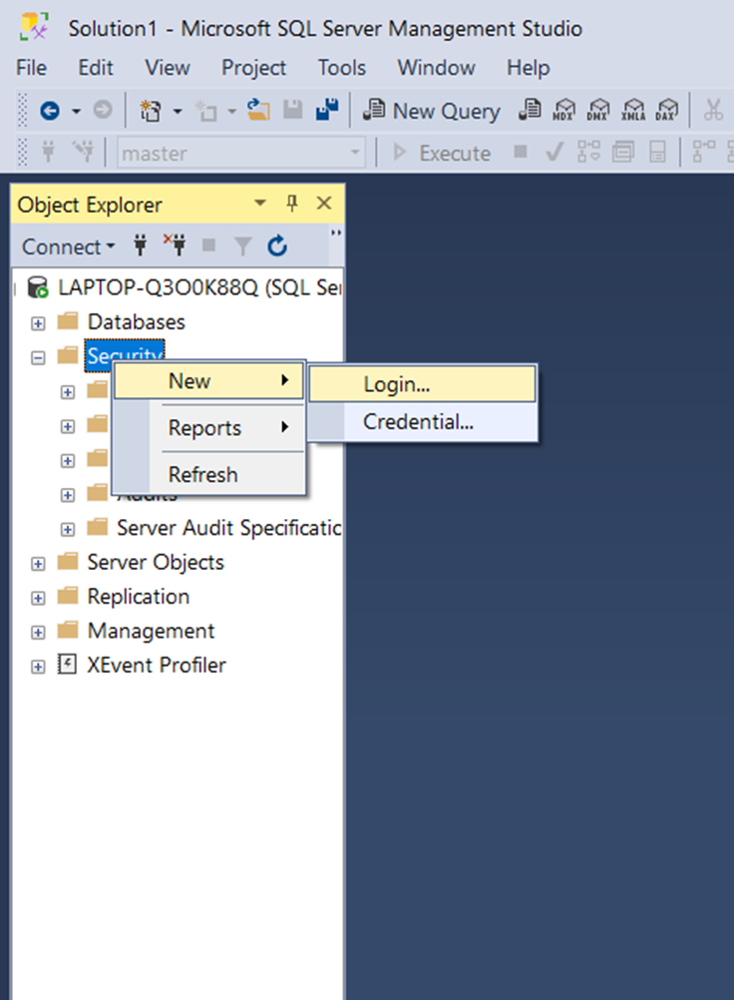 Solution1 - Microsoft SQL Server Management Studio
File Edit View Project Tools Window Help
New Query MDX DMX XMLA DAX
master Execute
Object Explorer
Connect
LAPTOP-Q3O0K88Q (SQL Ser
Databases
Security
New Login...
Credential...
Reports
Refresh
Audits
Server Audit Specificatic
Server Objects
Replication
Management
XEvent Profiler